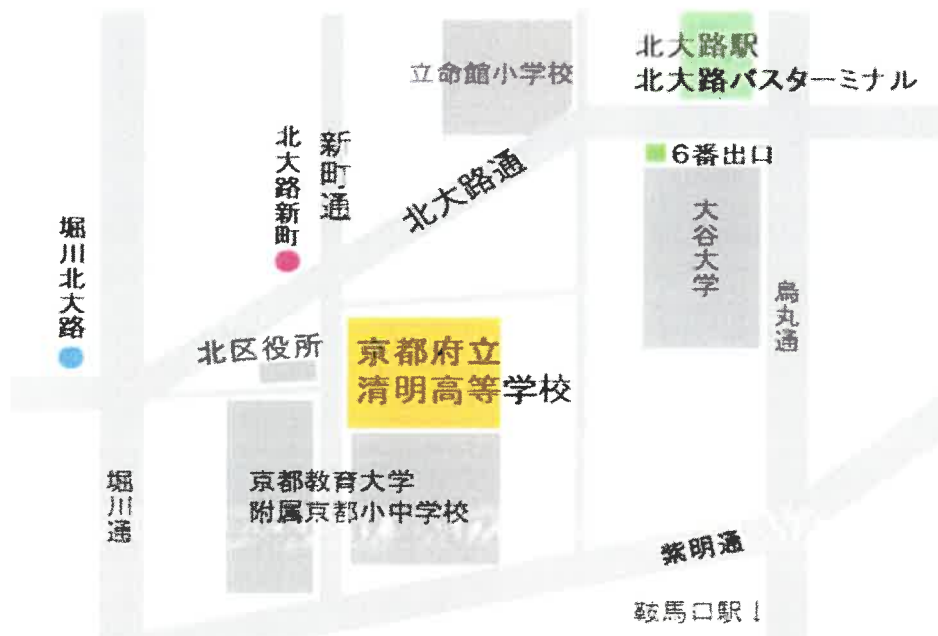 立命館小学校
北大路駅
北大路バスターミナル
6番出口
新町通
北大路新町
北大路通
堀川北大路
大谷大学
烏丸通
北区役所
京都府立
清明高等学校
京都教育大学
附属京都小中学校
堀川通
紫明通
鞍馬口駅↓